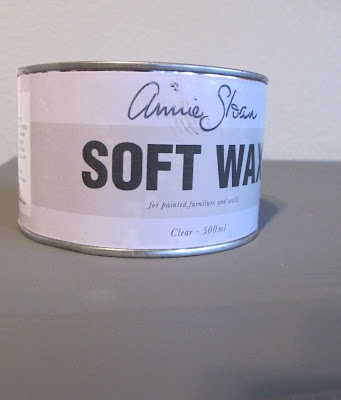 Annie Sloan
SOFT WAX
for painted furniture and walls
Clear - 500ml